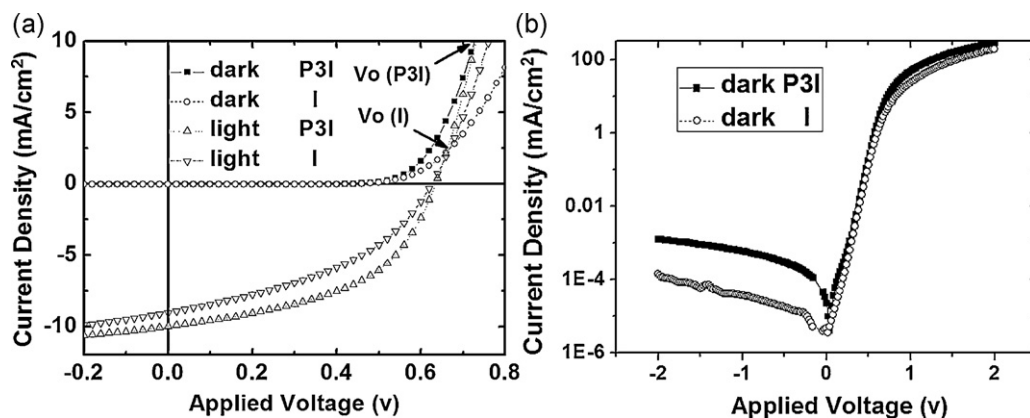 (a)
Current Density (mA/cm2)
10
5
0
-5
-10
dark P3I
dark I
light P3I
light I
Vo (P3I)
Vo (I)
-0.2 0.0 0.2 0.4 0.6 0.8
Applied Voltage (v)
(b)
Current Density (mA/cm2)
100
1
0.01
1E-4
1E-6
dark P3I
dark I
-2 -1 0 1 2
Applied Voltage (v)